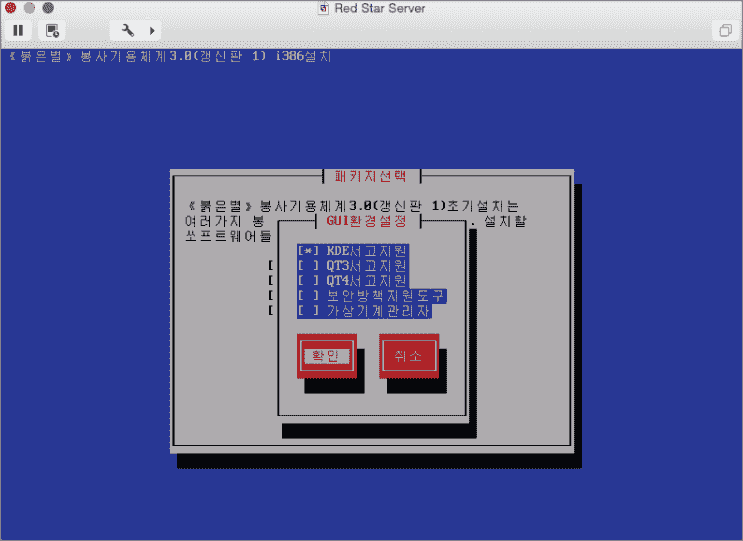 Red Star Server
《붉은별》봉사기용체계3.0(갱신판 1) i386설치
패키지선택
《붉은별》봉사기용체계3.0(갱신판 1)초기설치는
여러가지 봉
. 설치할
쏘프트웨어들
GUI환경설정
[*] KDE서고지원
[ ] QT3서고지원
[ ] QT4서고지원
[ ] 보안방책지원도구
[ ] 가상기계관리자
확인
취소